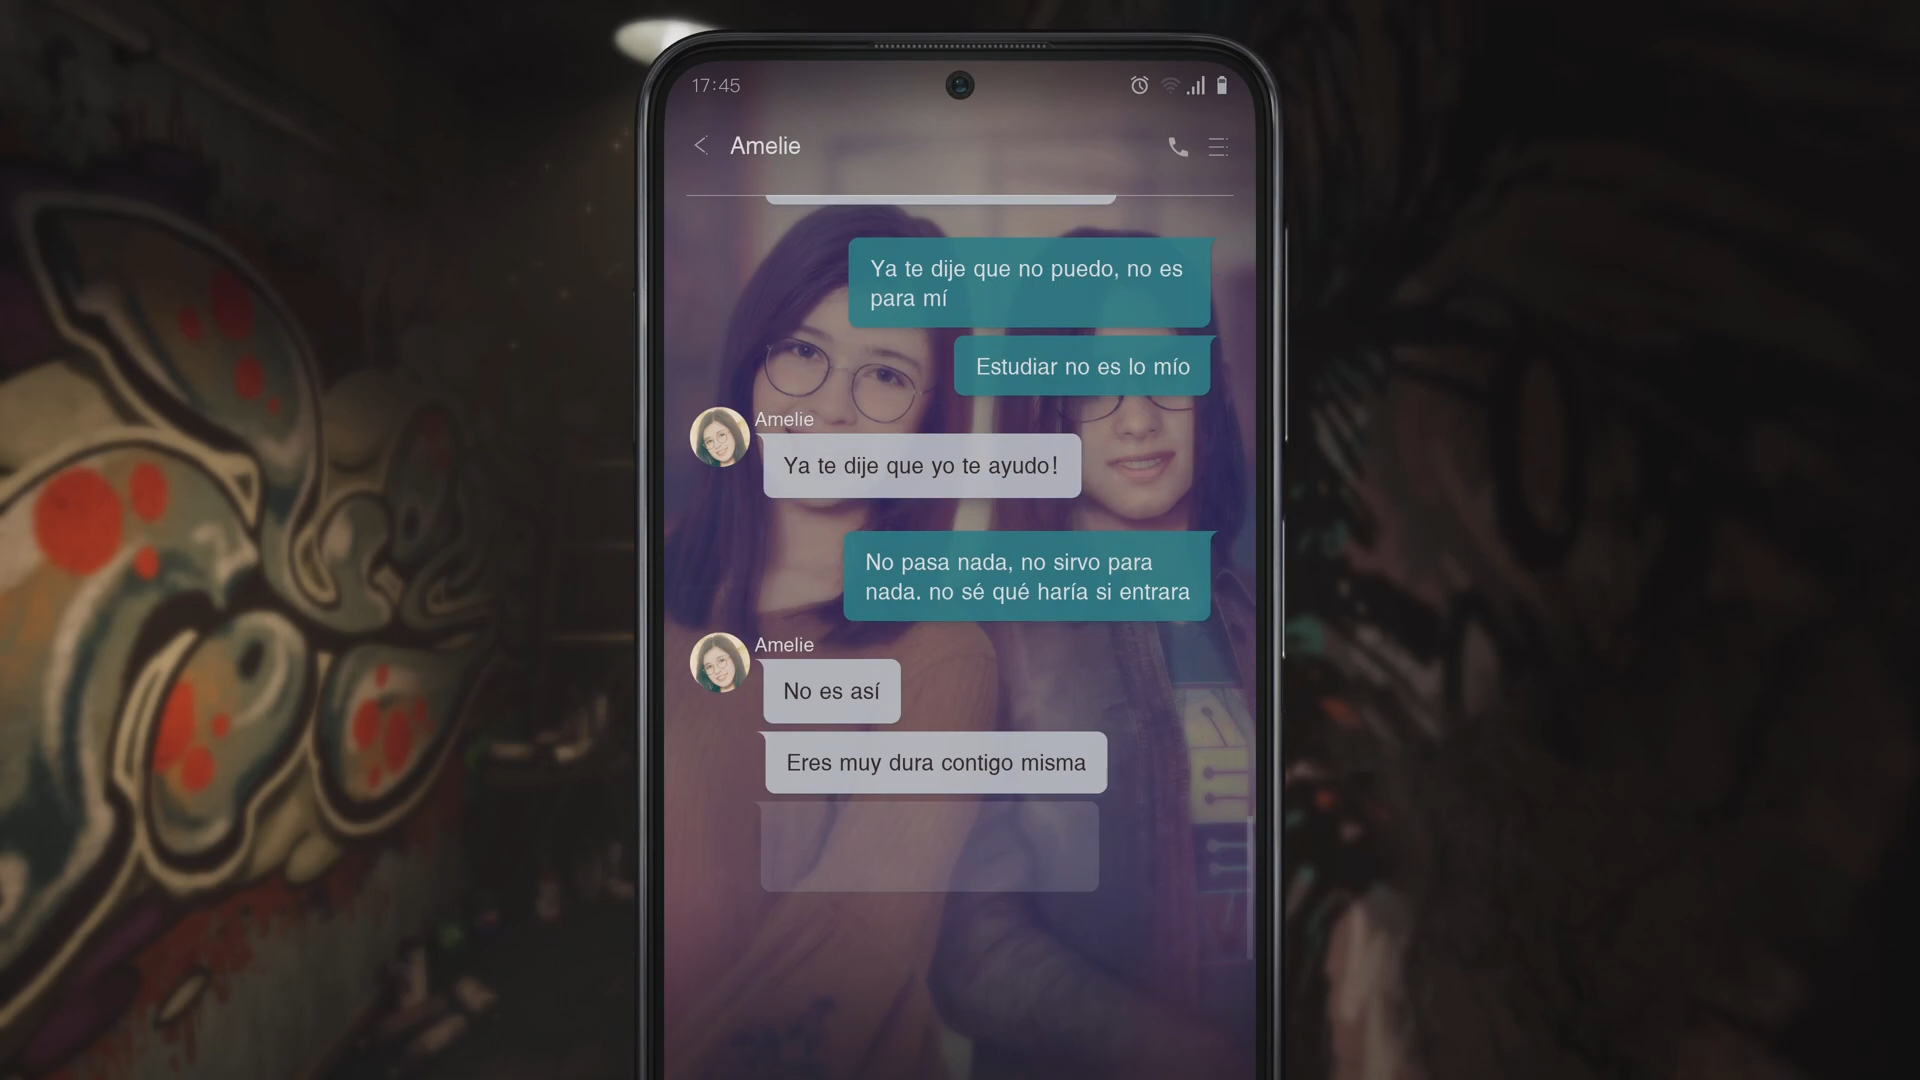 17:45
Amelie
Ya te dije que no puedo, no es
para mí
Estudiar no es lo mío
Amelie
Ya te dije que yo te ayudo!
No pasa nada, no sirvo para
nada. no sé qué haría si entrara
Amelie
No es así
Eres muy dura contigo misma